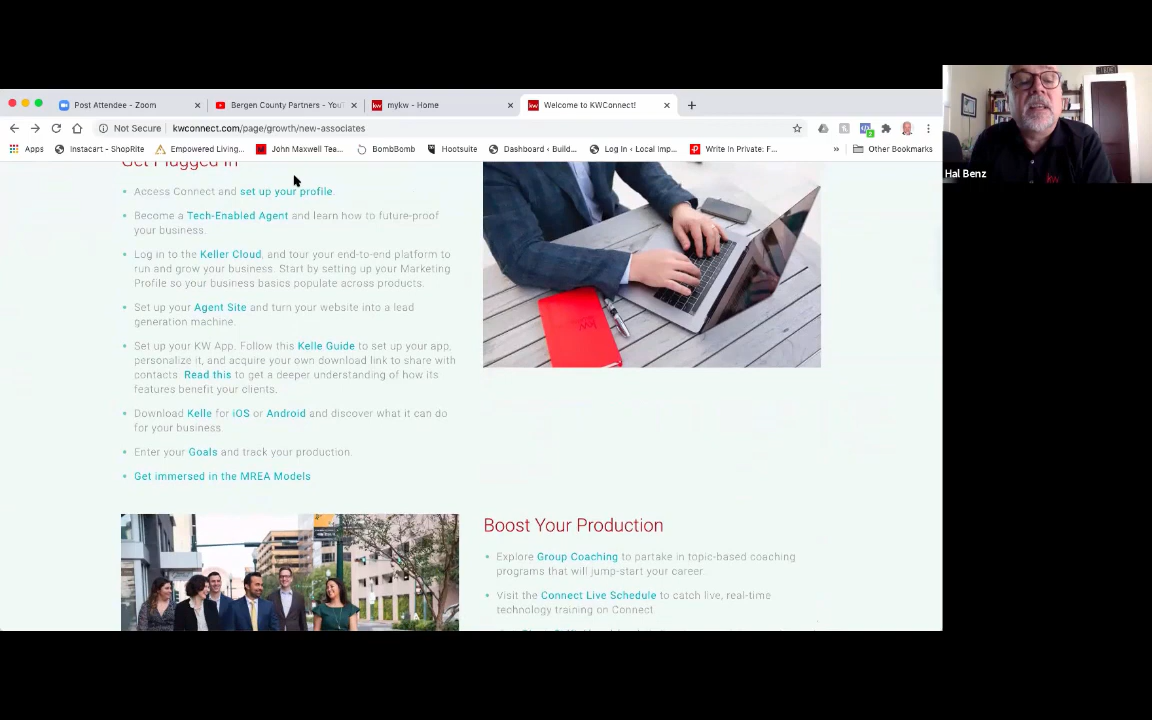 Post Attendee - Zoom
Bergen County Partners - YouT
mykw - Home
Welcome to KWConnect!
Not Secure
kwconnect.com/page/growth/new-associates
Apps
Instacart - ShopRite
Empowered Living...
John Maxwell Tea...
BombBomb
Hootsuite
Dashboard ‹ Build...
Log In ‹ Local Imp...
Write In Private: F...
»
Other Bookmarks
Hal Benz
Get Plugged In
• Access Connect and set up your profile.
• Become a Tech-Enabled Agent and learn how to future-proof
your business.
• Log in to the Keller Cloud, and tour your end-to-end platform to
run and grow your business. Start by setting up your Marketing
Profile so your business basics populate across products.
• Set up your Agent Site and turn your website into a lead
generation machine.
• Set up your KW App. Follow this Kelle Guide to set up your app,
personalize it, and acquire your own download link to share with
contacts. Read this to get a deeper understanding of how its
features benefit your clients.
• Download Kelle for iOS or Android and discover what it can do
for your business.
• Enter your Goals and track your production.
• Get immersed in the MREA Models
kw
Boost Your Production
• Explore Group Coaching to partake in topic-based coaching
programs that will jump-start your career.
• Visit the Connect Live Schedule to catch live, real-time
technology training on Connect.